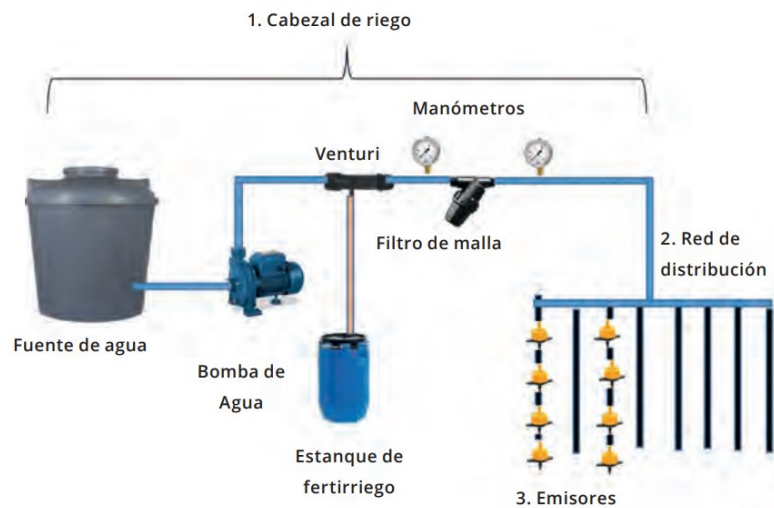 1. Cabezal de riego
Manómetros
Venturi
Filtro de malla
2. Red de
distribución
Fuente de agua
Bomba de
Agua
Estanque de
fertirriego
3. Emisores